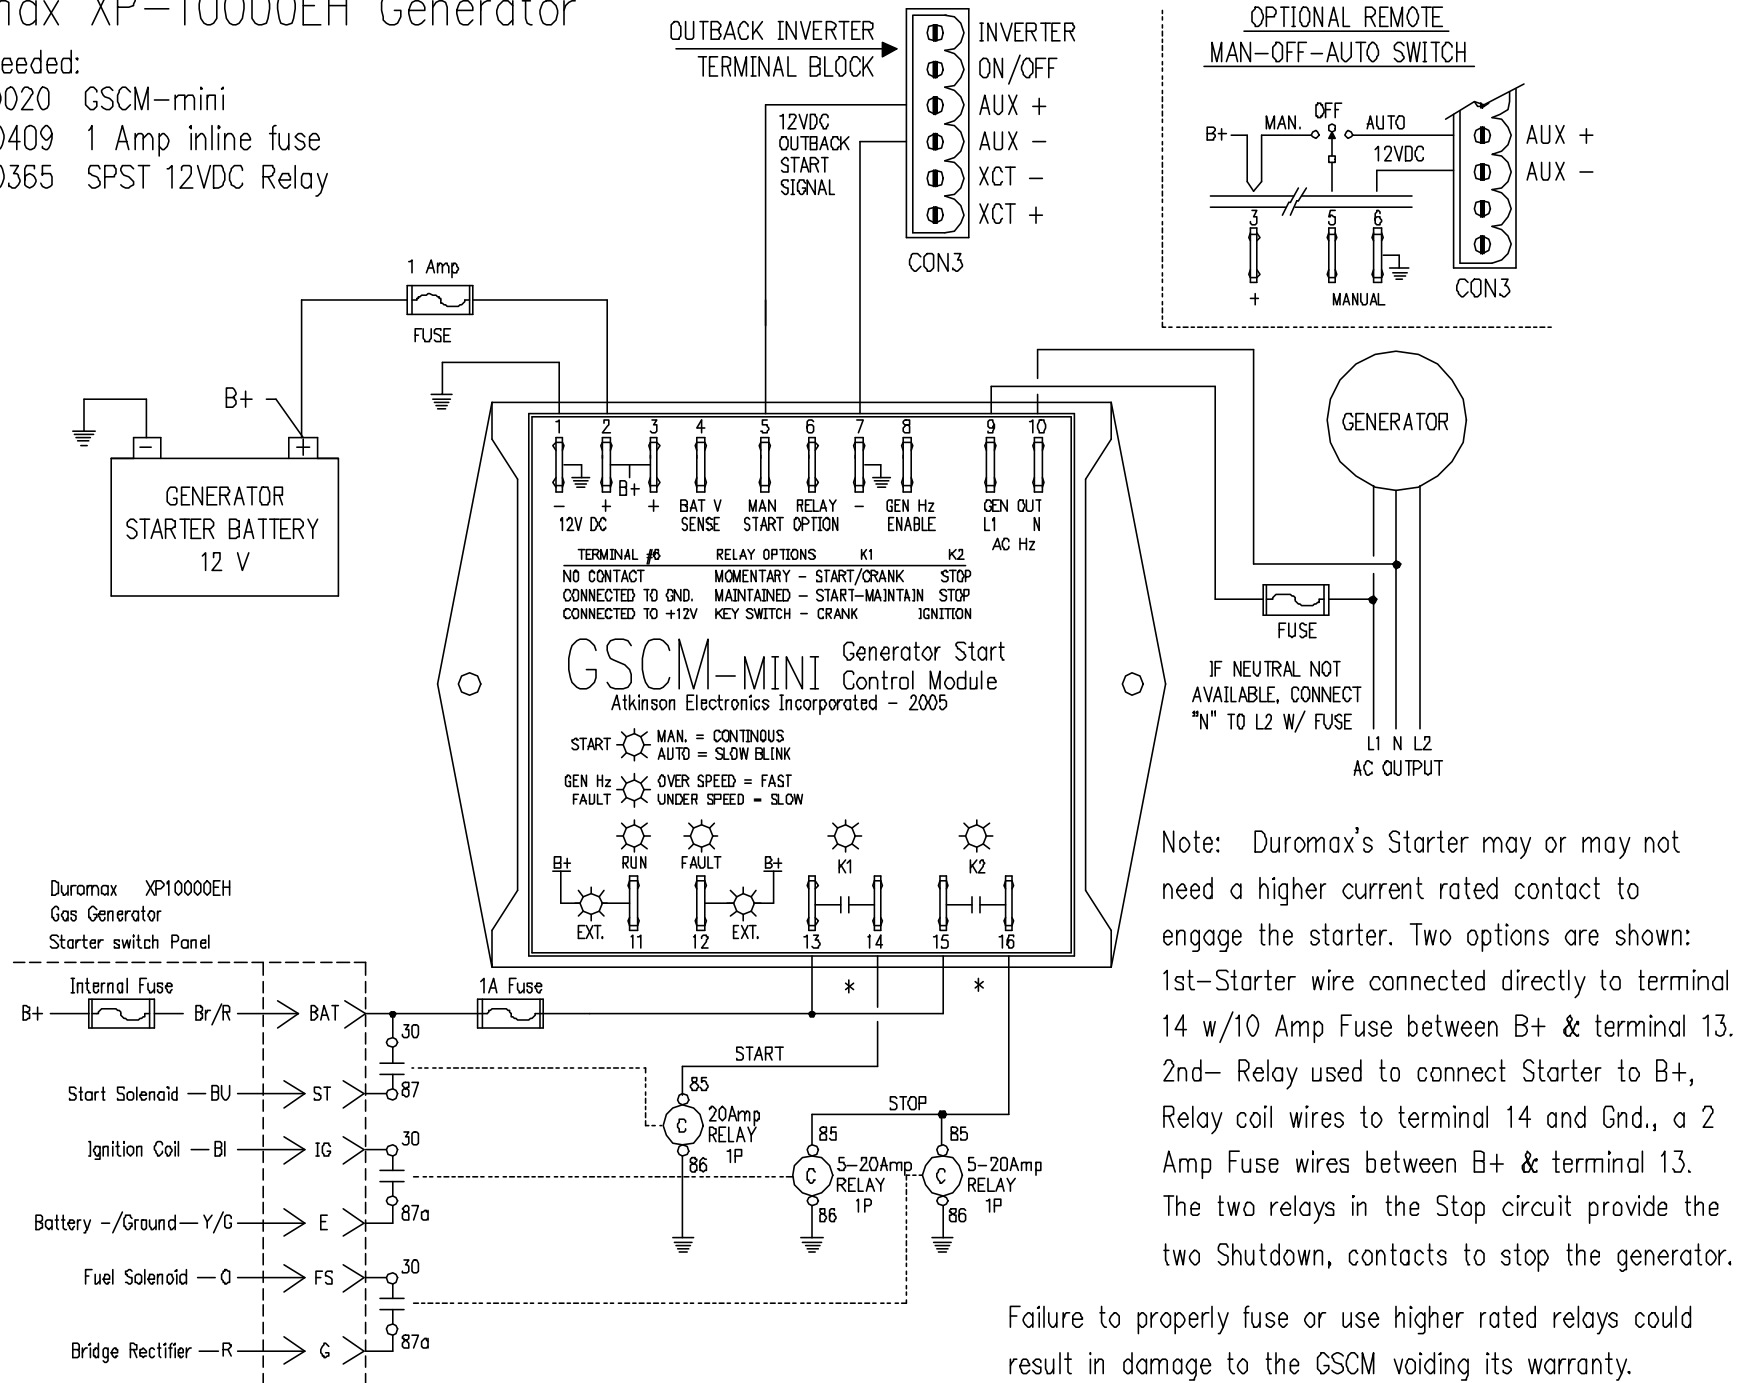 XP-10000EH Generator
eeded:
GSCM-mini
1 Amp inline fuse
SPST 12VDC Relay
OUTBACK INVERTER
TERMINAL BLOCK
INVERTER
ON/OFF
AUX +
AUX -
XCT -
XCT +
CON3
12VDC
OUTBACK
START
SIGNAL
OPTIONAL REMOTE
MAN-OFF-AUTO SWITCH
B+
MAN.
OFF
AUTO
12VDC
AUX +
AUX -
3 5 6
+
MANUAL
CON3
1 Amp
FUSE
B+
- +
GENERATOR
STARTER BATTERY
12 V
GENERATOR
FUSE
IF NEUTRAL NOT
AVAILABLE, CONNECT
"N" TO L2 W/ FUSE
L1 N L2
AC OUTPUT
1 2 3 4 5 6 7 8 9 10
B+
- + + BAT V MAN RELAY - GEN Hz GEN OUT
12V DC SENSE START OPTION ENABLE L1 N
AC Hz
TERMINAL #6 RELAY OPTIONS K1 K2
NO CONTACT MOMENTARY - START/CRANK STOP
CONNECTED TO GND. MAINTAINED - START-MAINTAIN STOP
CONNECTED TO +12V KEY SWITCH - CRANK IGNITION
GSCM-MINI
Generator Start
Control Module
Atkinson Electronics Incorporated - 2005
START
MAN. = CONTINOUS
AUTO = SLOW BLINK
GEN Hz
FAULT
OVER SPEED = FAST
UNDER SPEED = SLOW
B+ RUN FAULT B+ K1 K2
EXT. 11 12 EXT. 13 14 15 16
* *
Duromax XP10000EH
Gas Generator
Starter switch Panel
Internal Fuse
B+ Br/R BAT
1A Fuse
30
Start Solenoid - BU ST
87
Ignition Coil - Bl IG
30
Battery -/Ground - Y/G E
87a
Fuel Solenoid - O FS
30
Bridge Rectifier - R G
87a
START
85
C
20Amp
RELAY
1P
86
STOP
85
C
5-20Amp
RELAY
1P
86
85
C
5-20Amp
RELAY
1P
86
Note: Duromax's Starter may or may not
need a higher current rated contact to
engage the starter. Two options are shown:
1st-Starter wire connected directly to terminal
14 w/10 Amp Fuse between B+ & terminal 13.
2nd- Relay used to connect Starter to B+,
Relay coil wires to terminal 14 and Gnd., a 2
Amp Fuse wires between B+ & terminal 13.
The two relays in the Stop circuit provide the
two Shutdown, contacts to stop the generator.
Failure to properly fuse or use higher rated relays could
result in damage to the GSCM voiding its warranty.